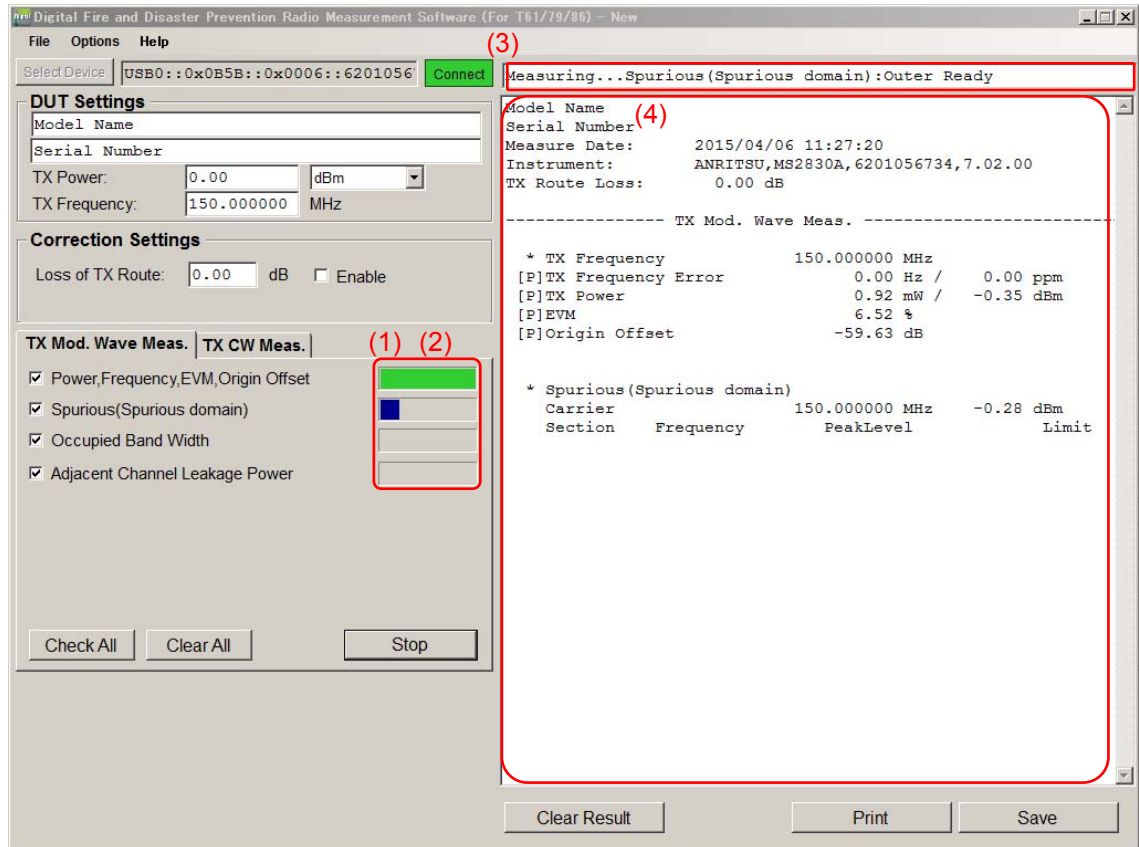 Digital Fire and Disaster Prevention Radio Measurement Software (For T61/79/86) - New
File Options Help
(3)
Select Device USB0::0x0B5B::0x0006::6201056 Connect
Measuring...Spurious(Spurious domain):Outer Ready
DUT Settings
Model Name
Serial Number
TX Power: 0.00 dBm
TX Frequency: 150.000000 MHz
Correction Settings
Loss of TX Route: 0.00 dB Enable
TX Mod. Wave Meas. TX CW Meas.
(1) (2)
Power,Frequency,EVM,Origin Offset
Spurious(Spurious domain)
Occupied Band Width
Adjacent Channel Leakage Power
Check All Clear All Stop
(4)
Model Name
Serial Number
Measure Date: 2015/04/06 11:27:20
Instrument: ANRITSU,MS2830A,6201056734,7.02.00
TX Route Loss: 0.00 dB
---------------- TX Mod. Wave Meas. --------------------------
* TX Frequency 150.000000 MHz
[P]TX Frequency Error 0.00 Hz / 0.00 ppm
[P]TX Power 0.92 mW / -0.35 dBm
[P]EVM 6.52 %
[P]Origin Offset -59.63 dB
* Spurious(Spurious domain)
Carrier 150.000000 MHz -0.28 dBm
Section Frequency PeakLevel Limit
Clear Result Print Save